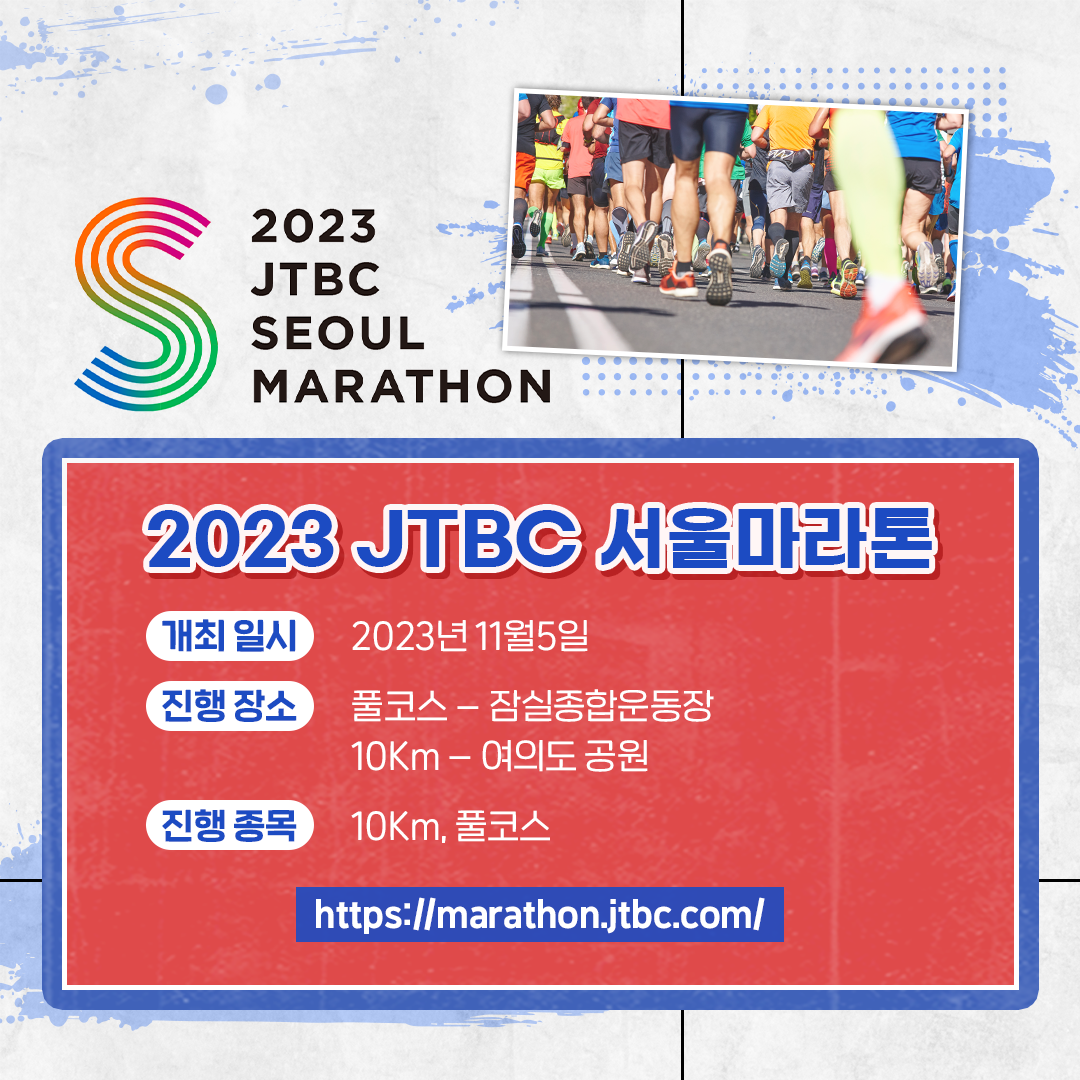 2023
JTBC
SEOUL
MARATHON
2023 JTBC 서울마라톤
개최 일시 2023년 11월5일
진행 장소 풀코스 – 잠실종합운동장
10Km – 여의도 공원
진행 종목 10Km, 풀코스
https://marathon.jtbc.com/